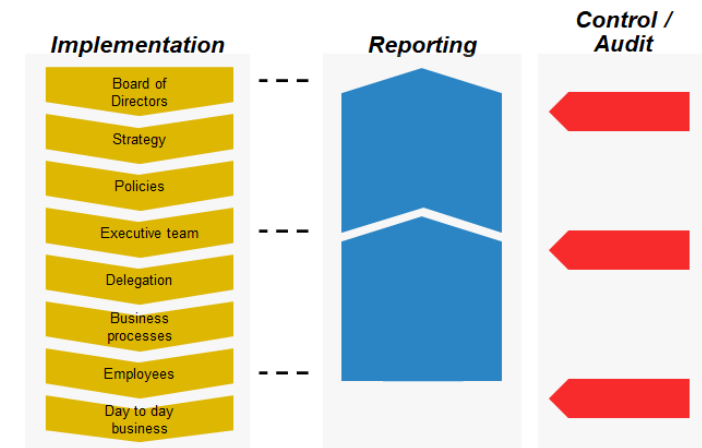 Implementation
Reporting
Control /
Audit
Board of
Directors
Strategy
Policies
Executive team
Delegation
Business
processes
Employees
Day to day
business